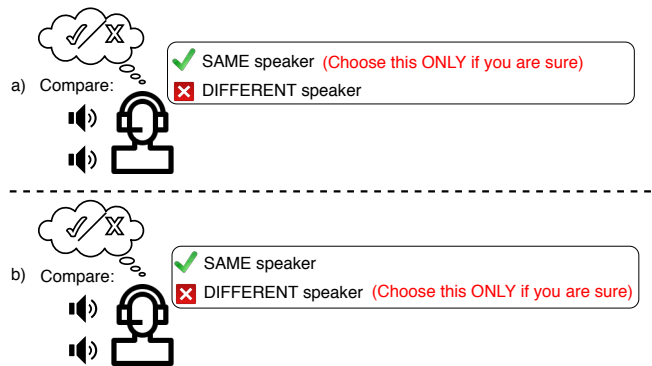 SAME speaker (Choose this ONLY if you are sure)
a) Compare:
DIFFERENT speaker
SAME speaker
b) Compare:
DIFFERENT speaker (Choose this ONLY if you are sure)